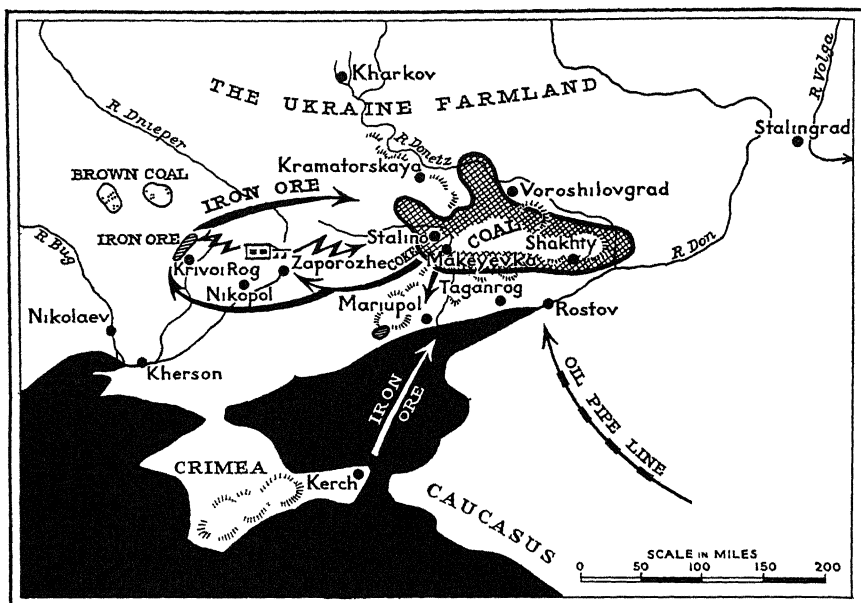 Kharkov
R Volga
THE UKRAINE FARMLAND
R Dnieper
R Donetz
Stalingrad
Kramatorskaya
BROWN COAL
IRON ORE
Voroshilovgrad
R Bug
IRON ORE
Stalino
COAL
Shakhty
R Don
Krivoi Rog
Zaporozhe
COKE
Makeyevka
Nikopol
Mariupol
Taganrog
Nikolaev
Rostov
Kherson
OIL PIPE LINE
IRON
ORE
CRIMEA
Kerch
CAUCASUS
SCALE IN MILES
0 50 100 150 200